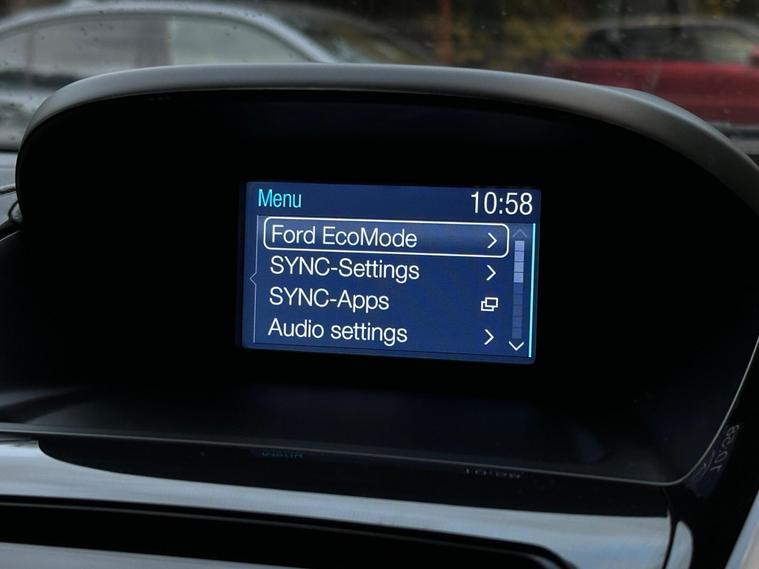 Menu 10:58
Ford EcoMode
SYNC-Settings
SYNC-Apps
Audio settings